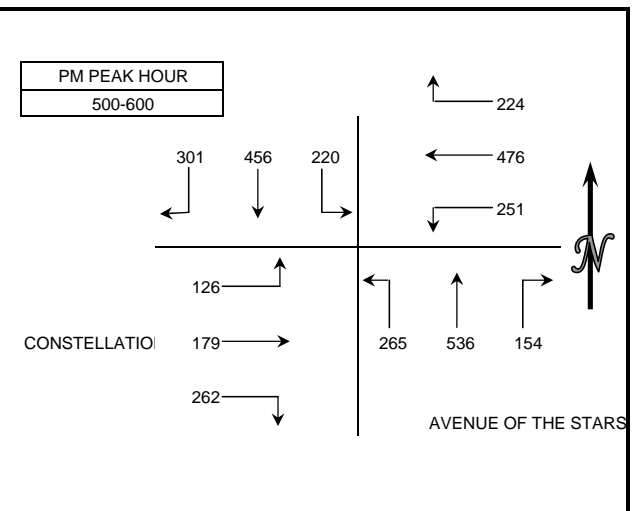 PM PEAK HOUR
500-600
224
301 456 220
476
251
126
CONSTELLATIO
179
265 536 154
262
AVENUE OF THE STARS
N